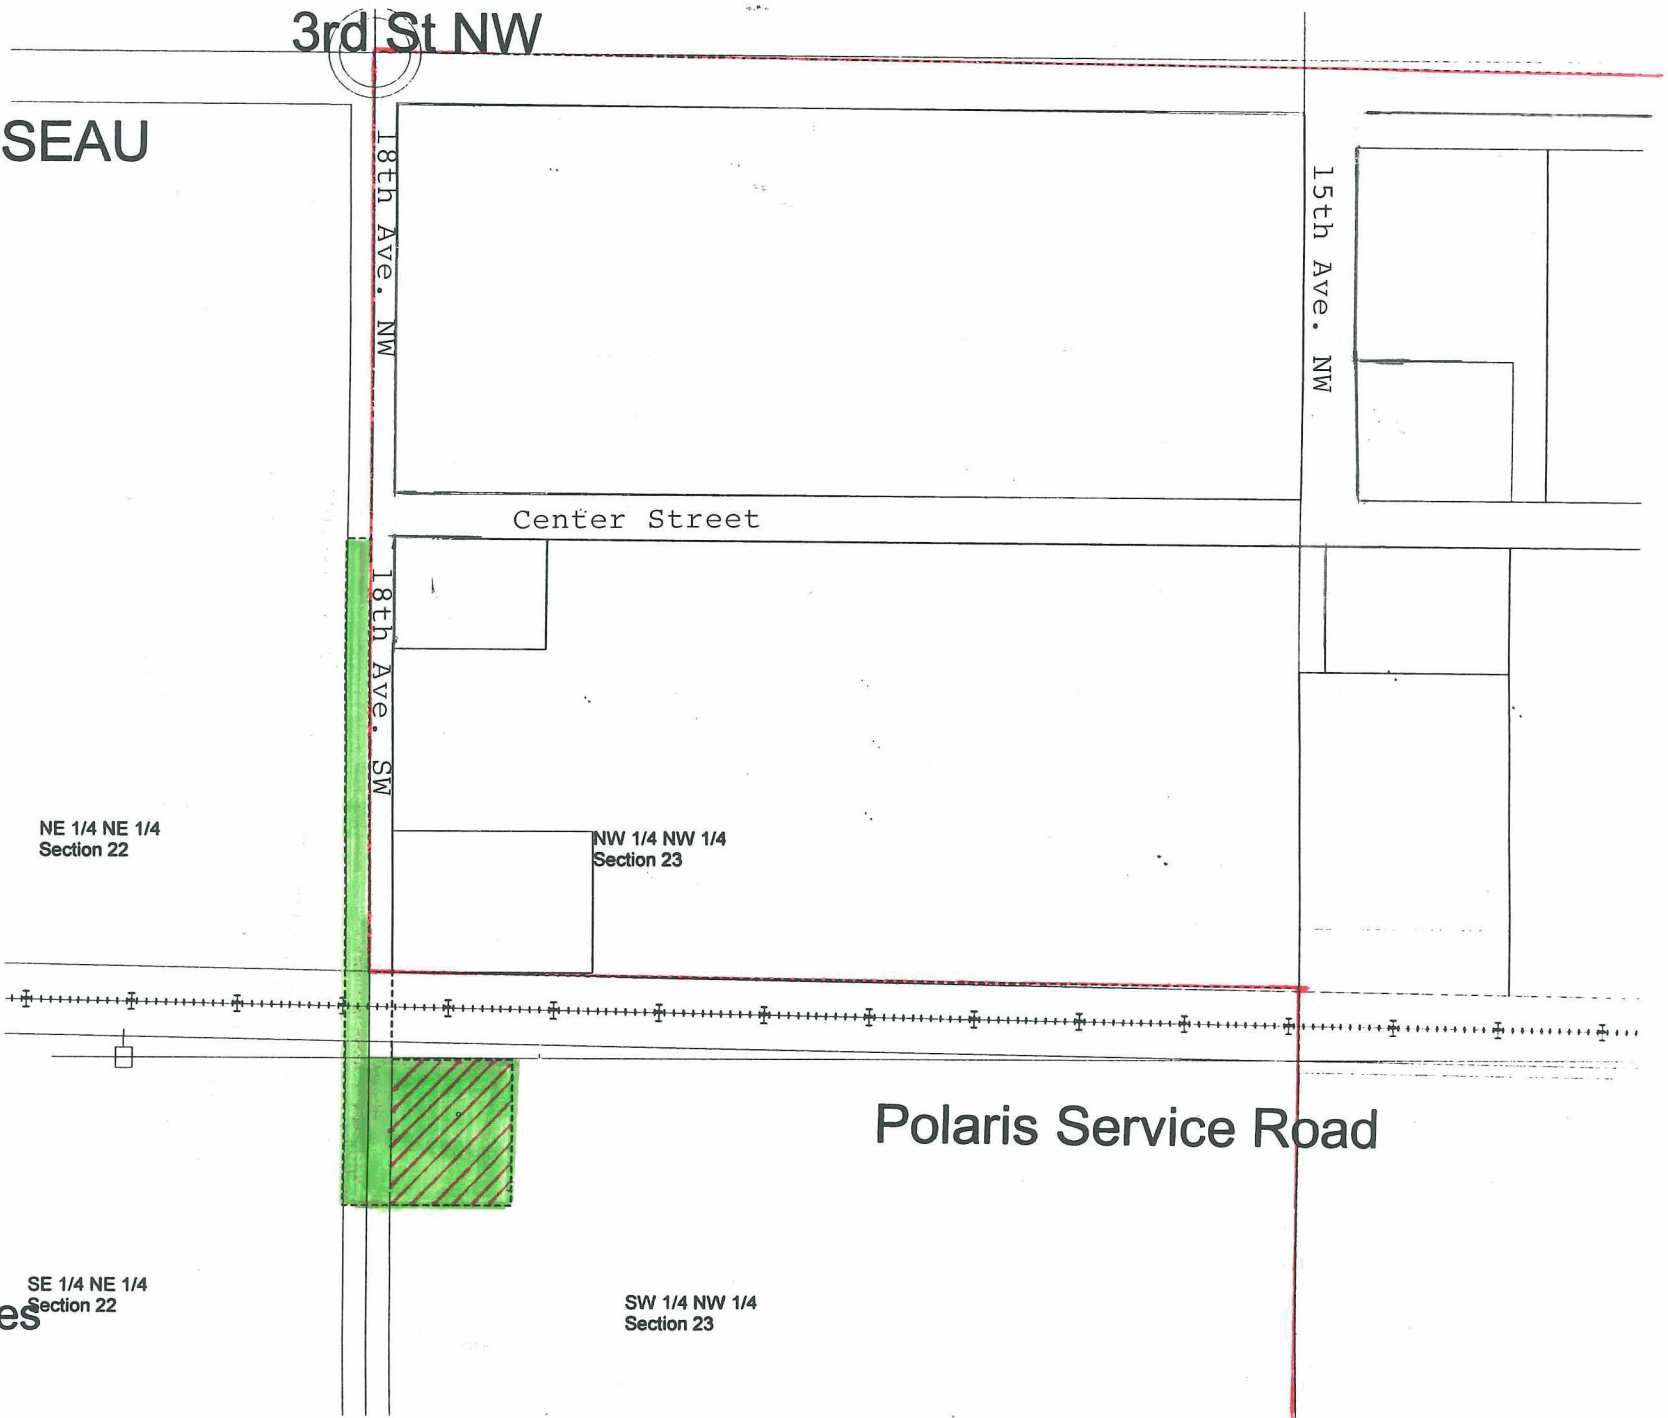 3rd St NW
SEAU
18th Ave. NW
15th Ave. NW
Center Street
18th Ave. SW
NE 1/4 NE 1/4
Section 22
NW 1/4 NW 1/4
Section 23
Polaris Service Road
SE 1/4 NE 1/4
Section 22
es
SW 1/4 NW 1/4
Section 23